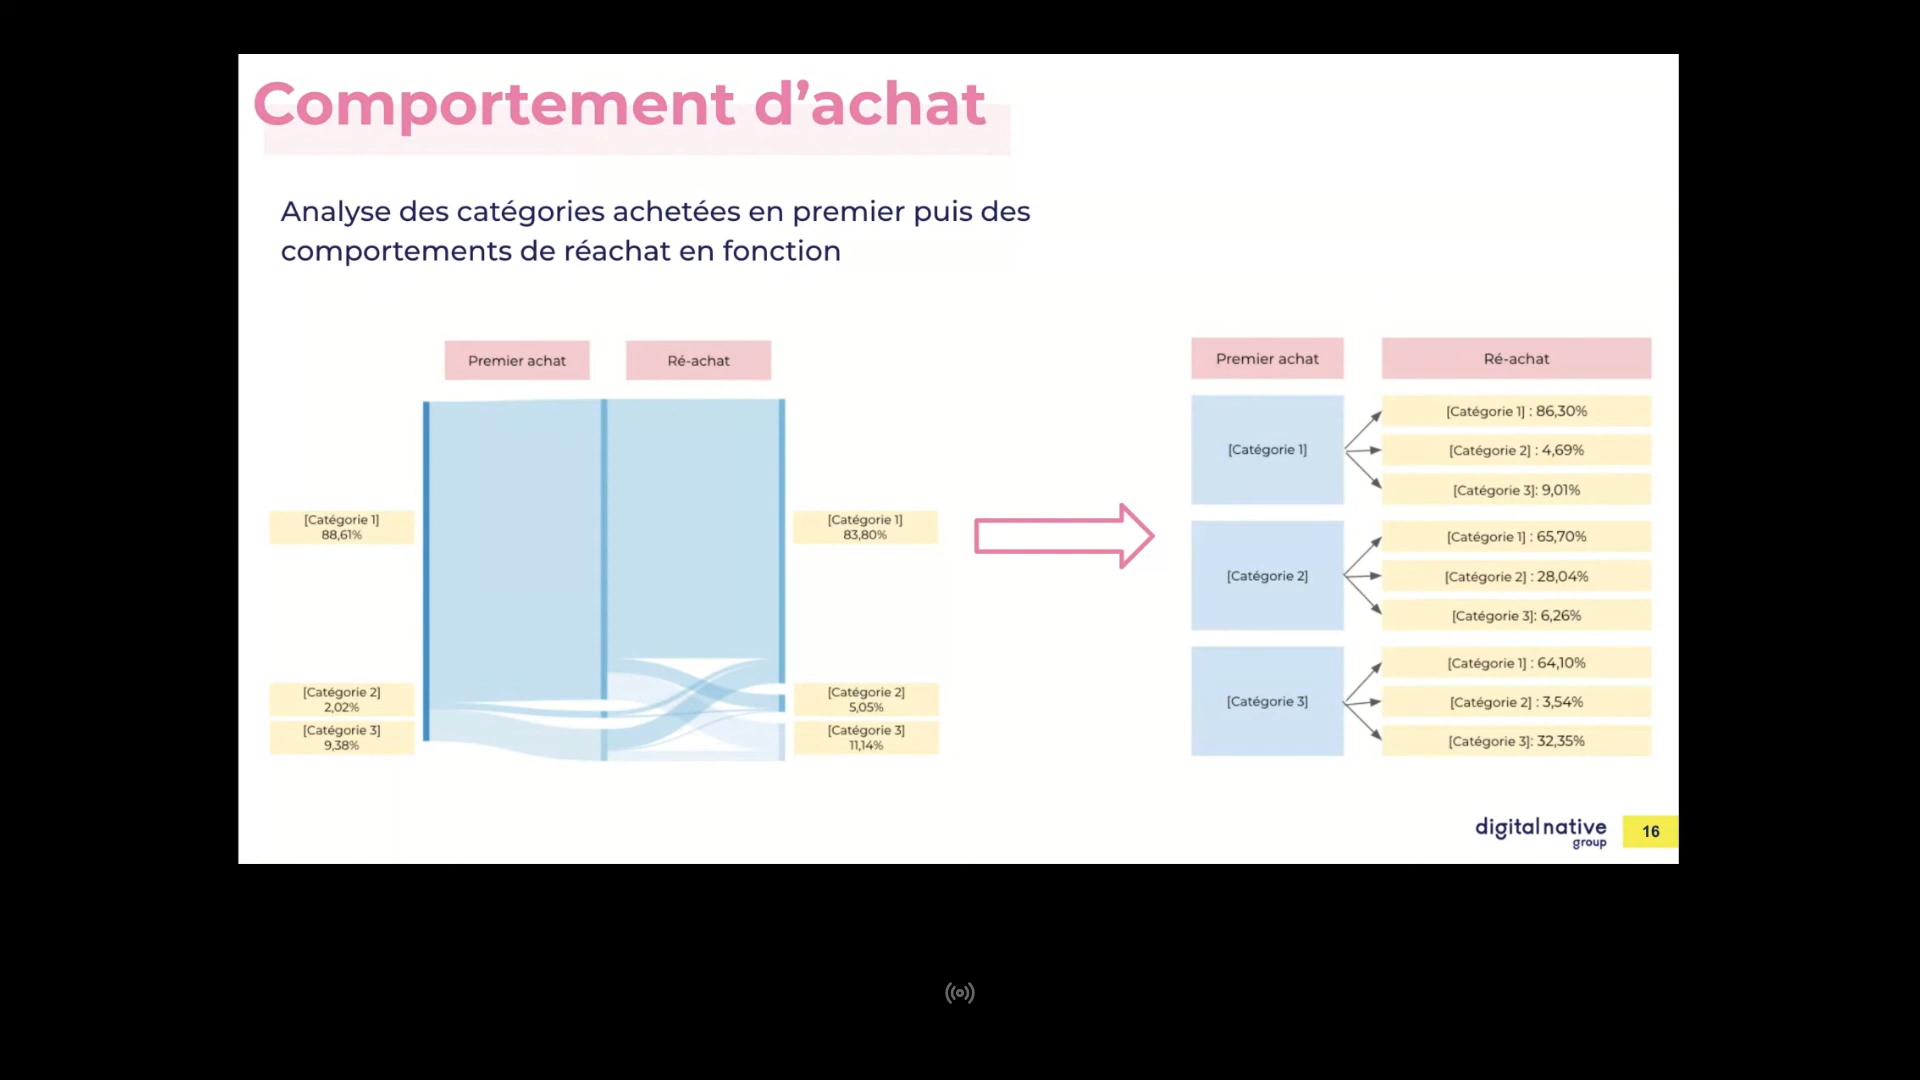 Comportement d'achat
Analyse des catégories achetées en premier puis des
comportements de réachat en fonction
Premier achat
Ré-achat
[Catégorie 1]
88,61%
[Catégorie 2]
2,02%
[Catégorie 3]
9,38%
[Catégorie 1]
83,80%
[Catégorie 2]
5,05%
[Catégorie 3]
11,14%
Premier achat
Ré-achat
[Catégorie 1]
[Catégorie 1] : 86,30%
[Catégorie 2] : 4,69%
[Catégorie 3]: 9,01%
[Catégorie 2]
[Catégorie 1] : 65,70%
[Catégorie 2] : 28,04%
[Catégorie 3]: 6,26%
[Catégorie 3]
[Catégorie 1] : 64,10%
[Catégorie 2] : 3,54%
[Catégorie 3]: 32,35%
digital native
group
16